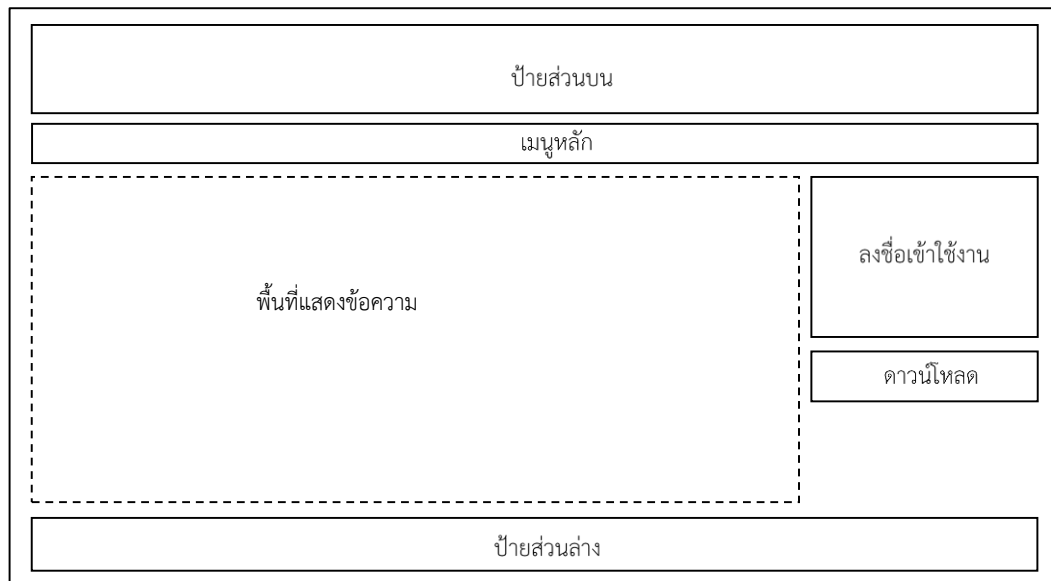 ป้ายส่วนบน
เมนูหลัก
พื้นที่แสดงข้อความ
ลงชื่อเข้าใช้งาน
ดาวน์โหลด
ป้ายส่วนล่าง